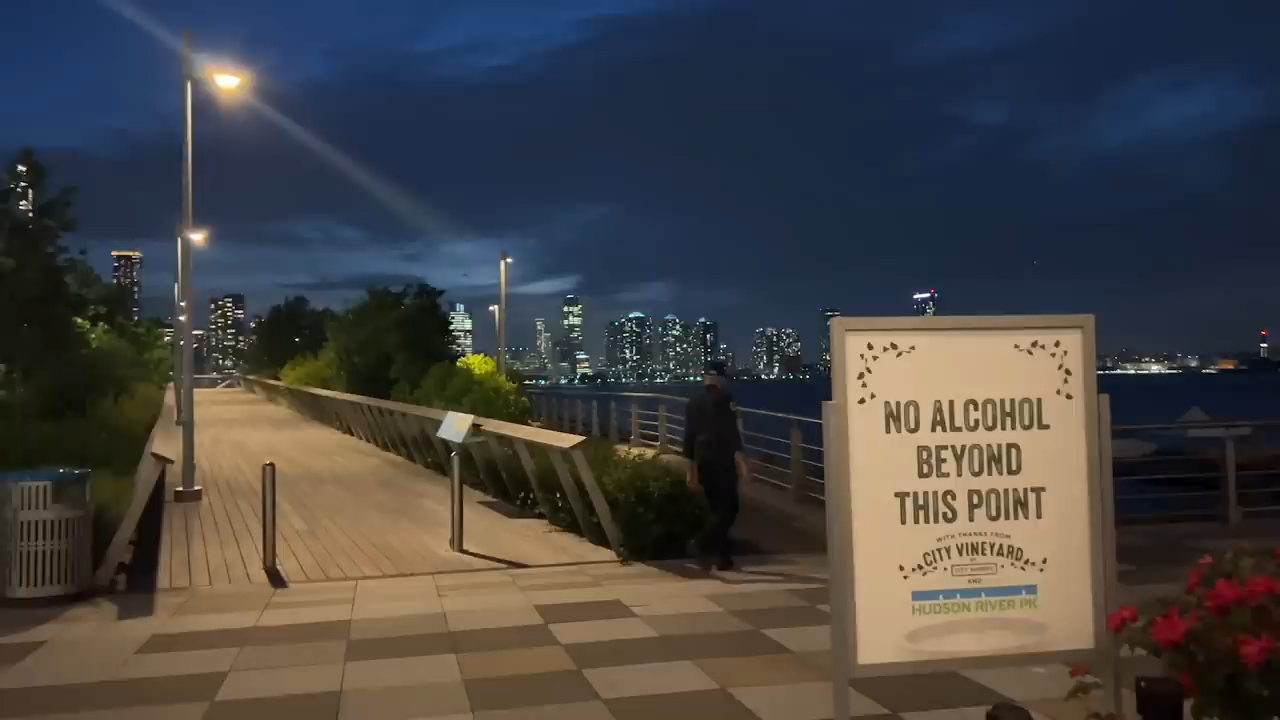 NO ALCOHOL
BEYOND
THIS POINT
WITH THANKS FROM
CITY VINEYARD
AND
HUDSON RIVER PK